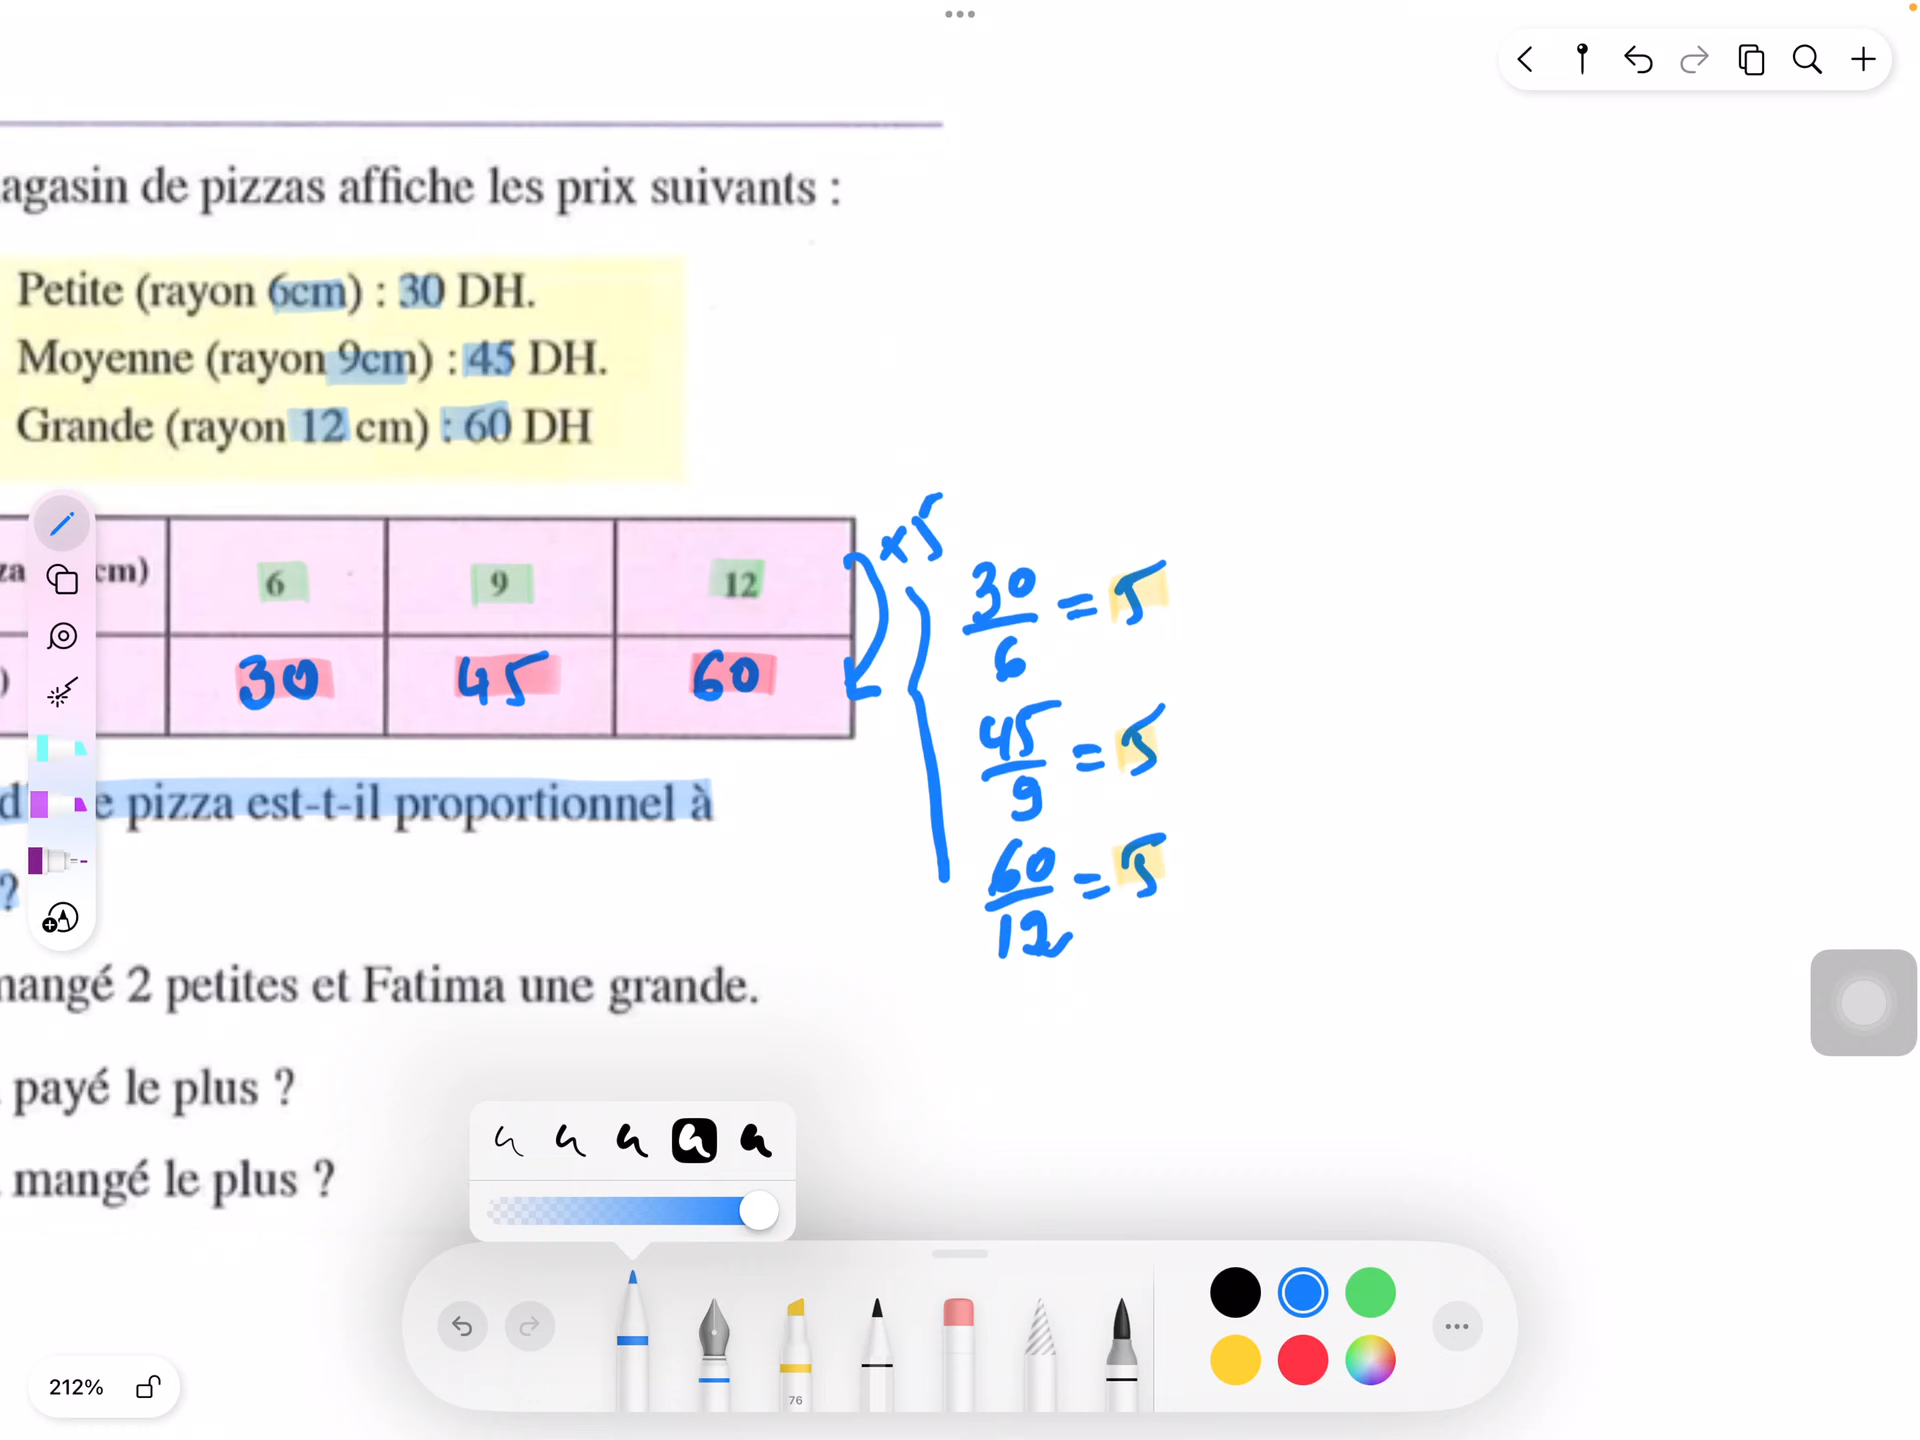 agasin de pizzas affiche les prix suivants :
Petite (rayon 6cm) : 30 DH.
Moyenne (rayon 9cm) : 45 DH.
Grande (rayon 12 cm) : 60 DH
za cm) 6 9 12
) 30 45 60
×5
30/6 = 5
45/9 = 5
60/12 = 5
d' e pizza est-t-il proportionnel à
?
mangé 2 petites et Fatima une grande.
payé le plus ?
mangé le plus ?
76
212%